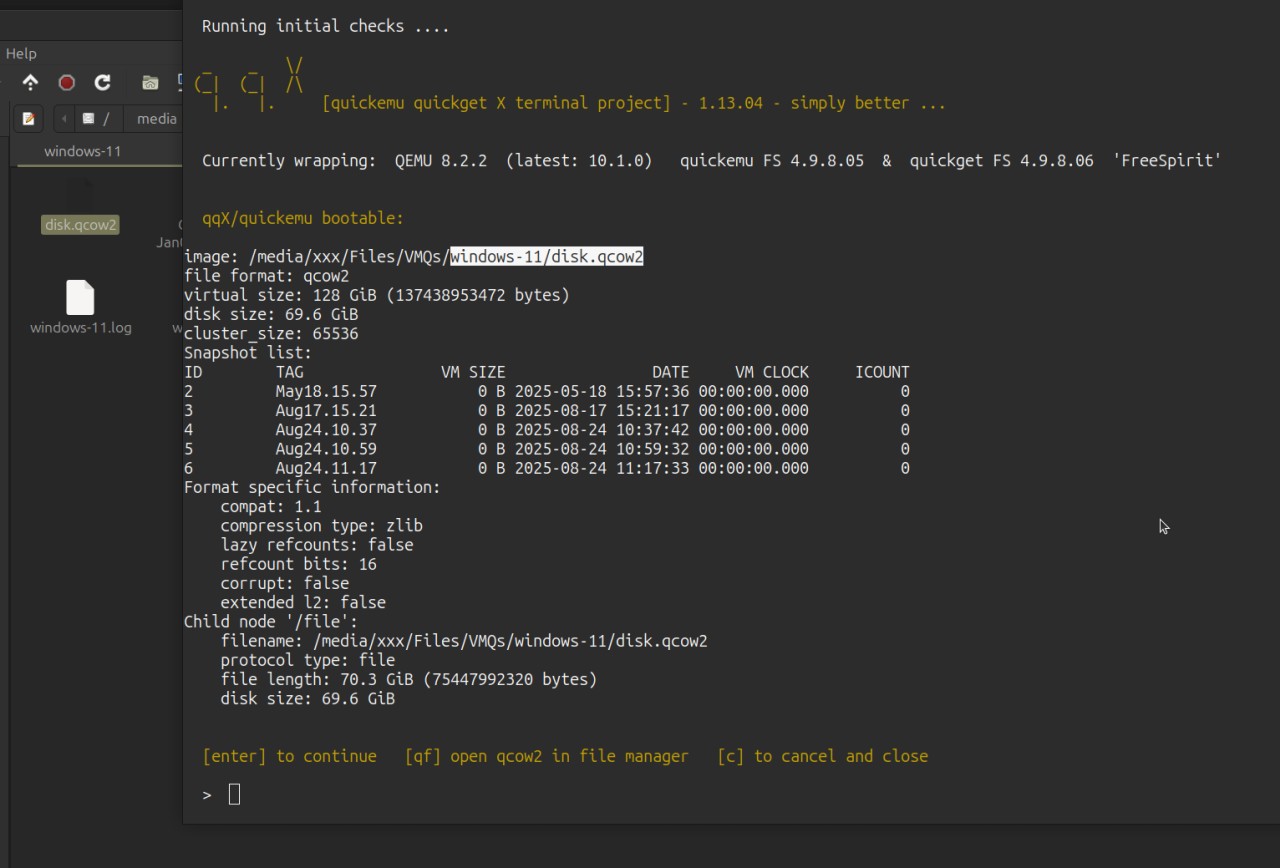 Help
/ media
windows-11
disk.qcow2
windows-11.log
Running initial checks ....
[quickemu quickget X terminal project] - 1.13.04 - simply better ...
Currently wrapping:  QEMU 8.2.2  (latest: 10.1.0)   quickemu FS 4.9.8.05  &  quickget FS 4.9.8.06  'FreeSpirit'
qqX/quickemu bootable:
image: /media/xxx/Files/VMQs/windows-11/disk.qcow2
file format: qcow2
virtual size: 128 GiB (137438953472 bytes)
disk size: 69.6 GiB
cluster_size: 65536
Snapshot list:
ID        TAG               VM SIZE                DATE     VM CLOCK     ICOUNT
2         May18.15.57           0 B 2025-05-18 15:57:36 00:00:00.000          0
3         Aug17.15.21           0 B 2025-08-17 15:21:17 00:00:00.000          0
4         Aug24.10.37           0 B 2025-08-24 10:37:42 00:00:00.000          0
5         Aug24.10.59           0 B 2025-08-24 10:59:32 00:00:00.000          0
6         Aug24.11.17           0 B 2025-08-24 11:17:33 00:00:00.000          0
Format specific information:
    compat: 1.1
    compression type: zlib
    lazy refcounts: false
    refcount bits: 16
    corrupt: false
    extended l2: false
Child node '/file':
    filename: /media/xxx/Files/VMQs/windows-11/disk.qcow2
    protocol type: file
    file length: 70.3 GiB (75447992320 bytes)
    disk size: 69.6 GiB
[enter] to continue   [qf] open qcow2 in file manager   [c] to cancel and close
>